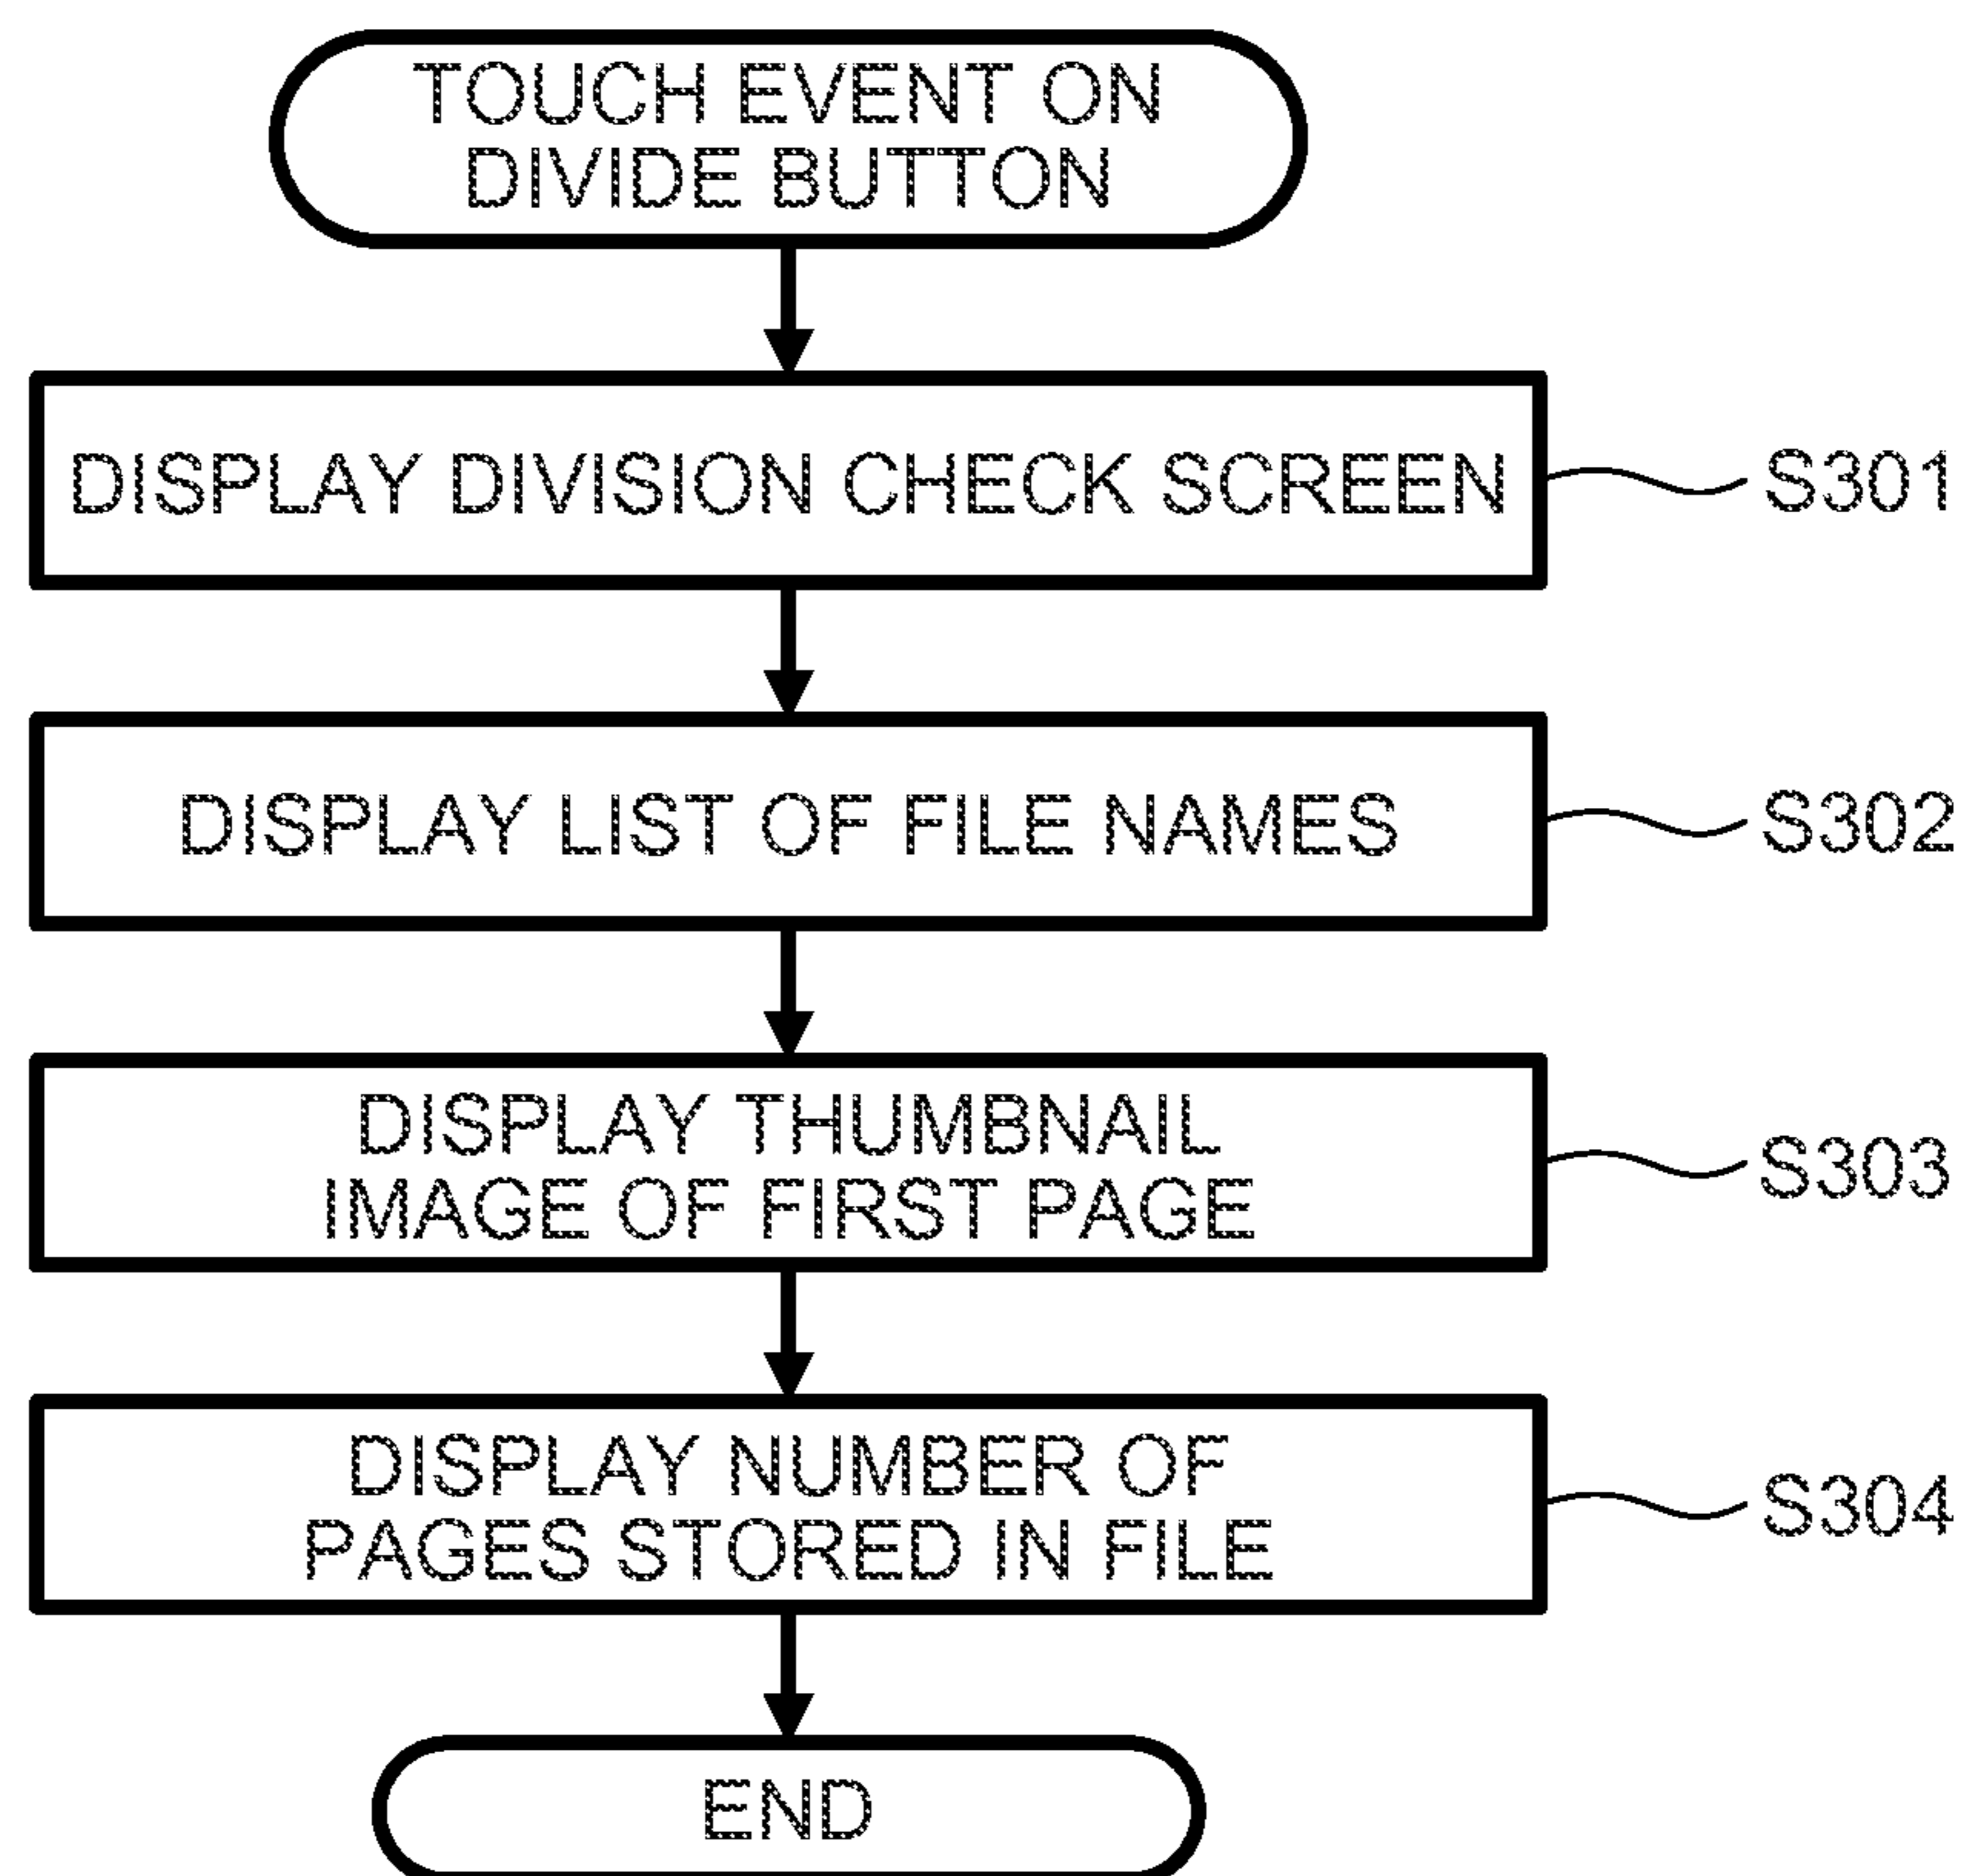 TOUCH EVENT ON
DIVIDE BUTTON
DISPLAY DIVISION CHECK SCREEN
S301
DISPLAY LIST OF FILE NAMES
S302
DISPLAY THUMBNAIL
IMAGE OF FIRST PAGE
S303
DISPLAY NUMBER OF
PAGES STORED IN FILE
S304
END